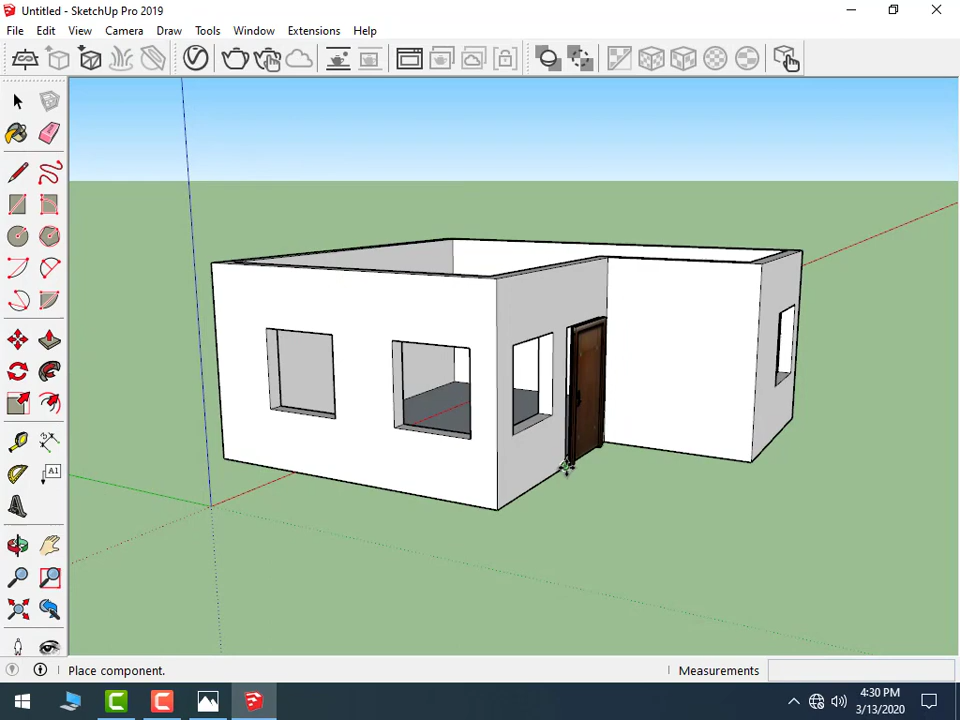 Untitled - SketchUp Pro 2019
File Edit View Camera Draw Tools Window Extensions Help
A1
Place component.
Measurements
4:30 PM
3/13/2020